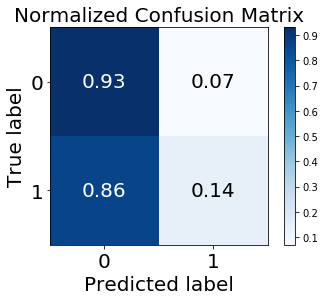 Normalized Confusion Matrix
0.9
0 0.93 0.07
0.8
0.7
0.6
True label
0.5
0.4
1 0.86 0.14
0.3
0.2
0.1
0 1
Predicted label